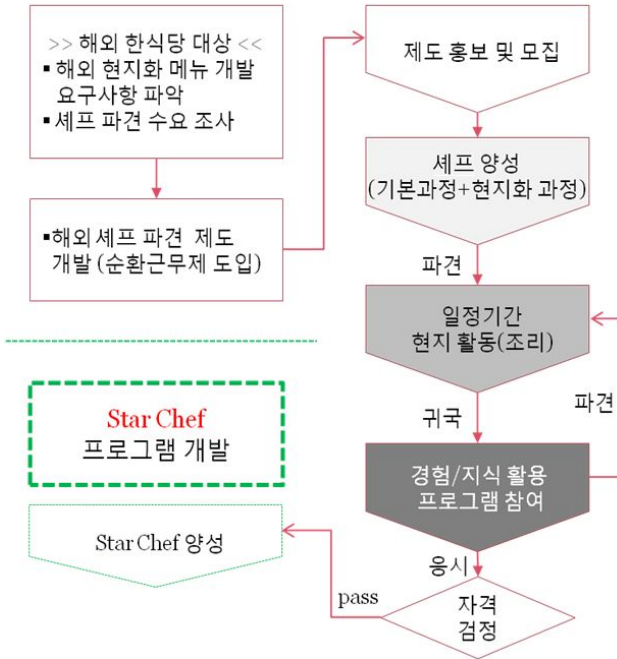 >> 해외 한식당 대상 <<
▪ 해외 현지화 메뉴 개발
요구사항 파악
▪ 셰프 파견 수요 조사
▪해외 셰프 파견 제도
개발 (순환근무제 도입)
제도 홍보 및 모집
셰프 양성
(기본과정+현지화 과정)
파견
일정기간
현지 활동(조리)
귀국
파견
경험/지식 활용
프로그램 참여
응시
자격
검정
pass
Star Chef
프로그램 개발
Star Chef 양성